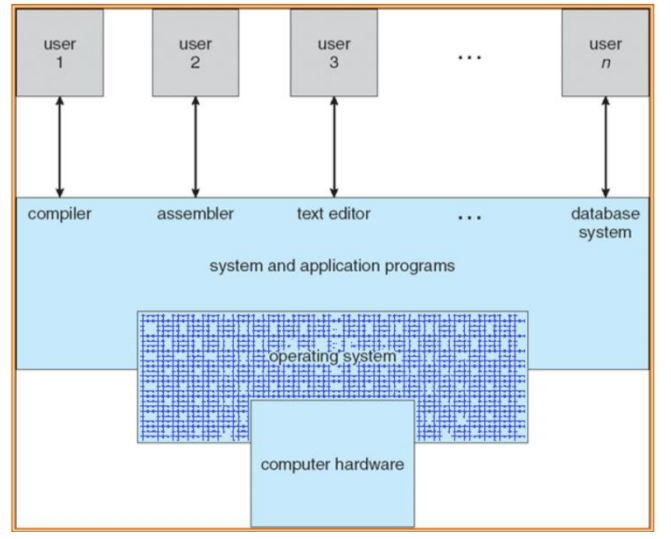 user
1
user
2
user
3
...
user
n
compiler
assembler
text editor
...
database
system
system and application programs
operating system
computer hardware